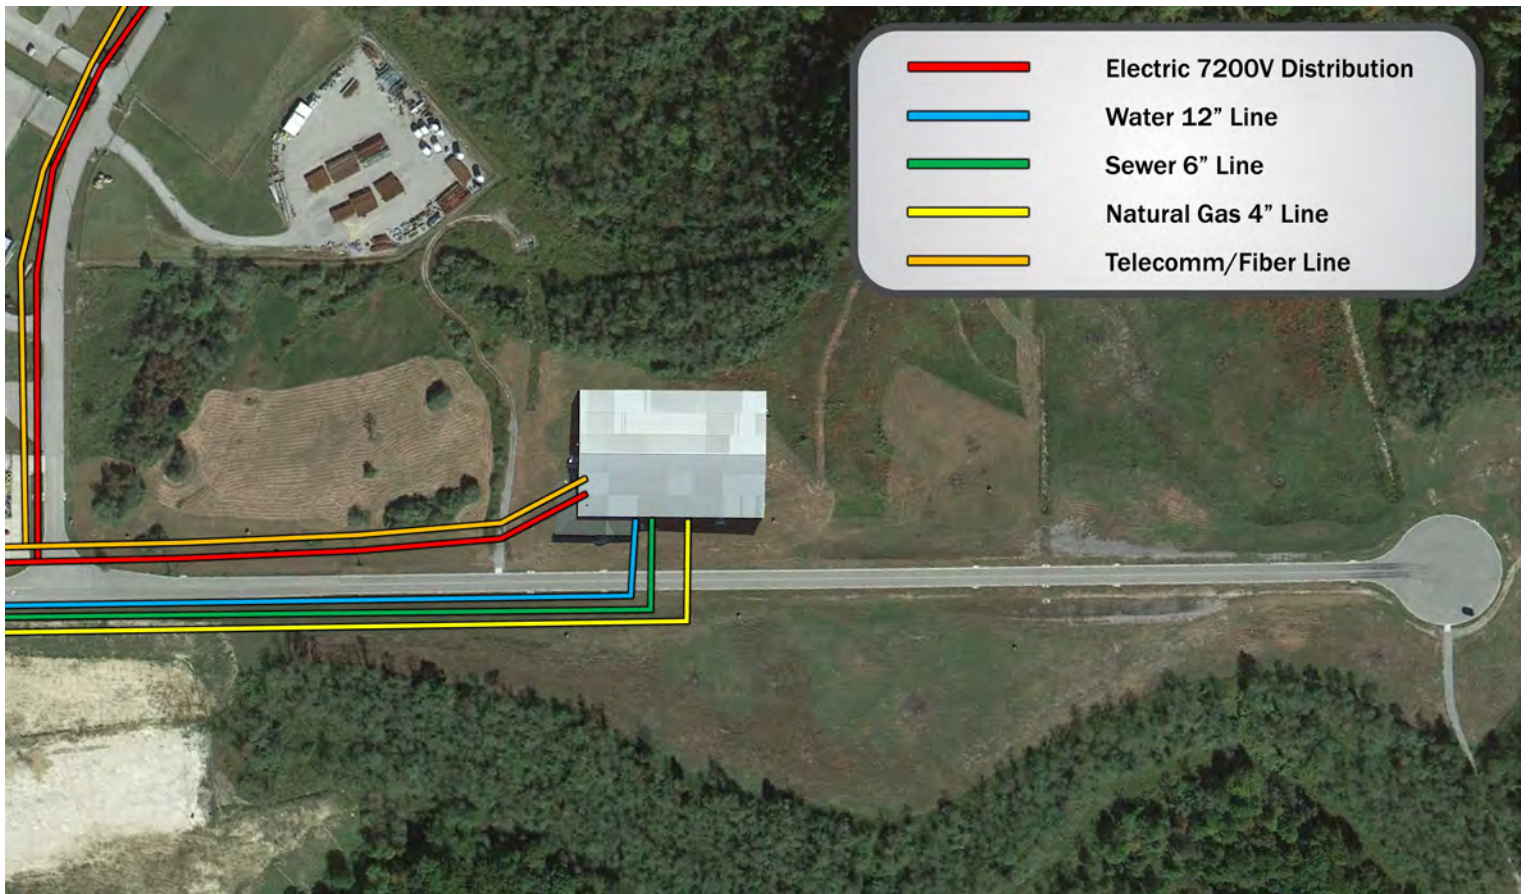 Electric 7200V Distribution
Water 12” Line
Sewer 6” Line
Natural Gas 4” Line
Telecomm/Fiber Line